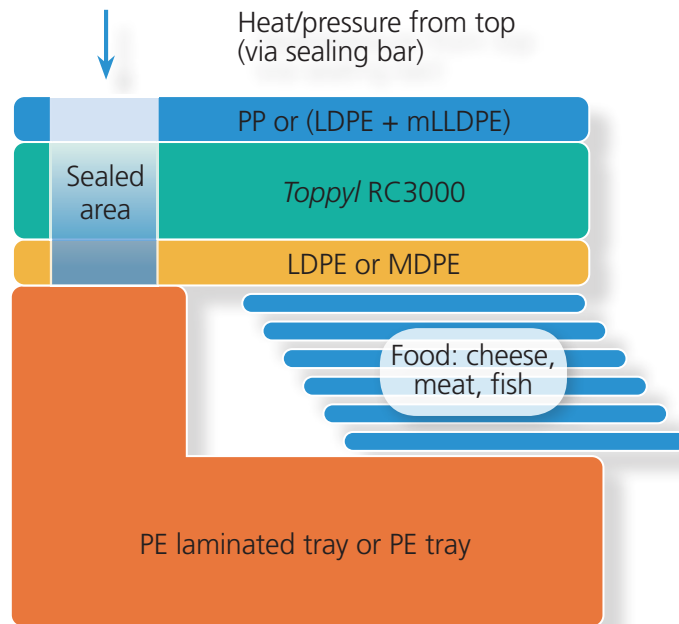 Heat/pressure from top
(via sealing bar)
PP or (LDPE + mLLDPE)
Sealed
area
Toppyl RC3000
LDPE or MDPE
Food: cheese,
meat, fish
PE laminated tray or PE tray